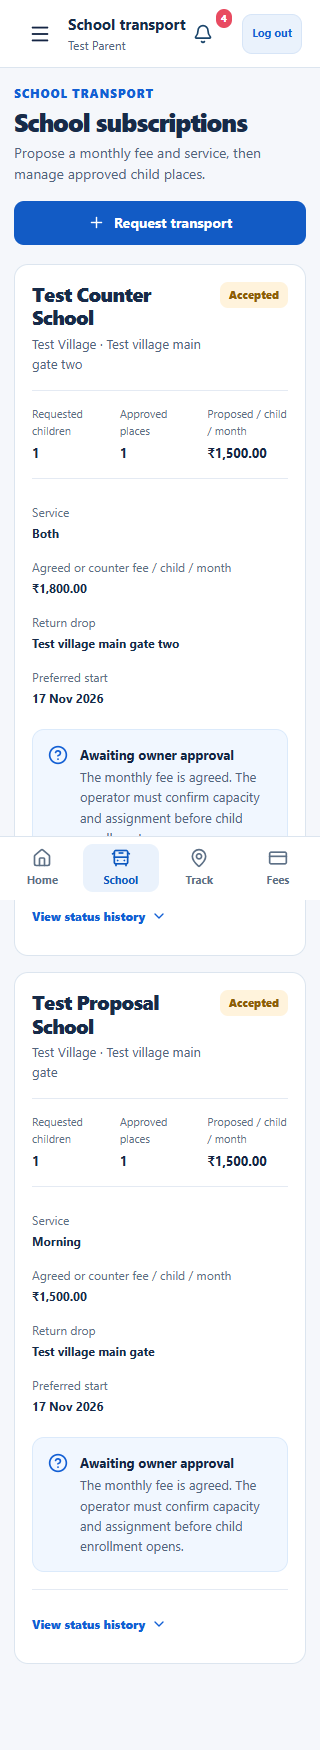 School transport
Test Parent
4
Log out
SCHOOL TRANSPORT
School subscriptions
Propose a monthly fee and service, then
manage approved child places.
+ Request transport
Test Counter
School
Accepted
Test Village · Test village main
gate two
Requested
children
1
Approved
places
1
Proposed / child
/ month
₹1,500.00
Service
Both
Agreed or counter fee / child / month
₹1,800.00
Return drop
Test village main gate two
Preferred start
17 Nov 2026
Awaiting owner approval
The monthly fee is agreed. The
operator must confirm capacity
and assignment before child
Home
School
Track
Fees
View status history
Test Proposal
School
Accepted
Test Village · Test village main
gate
Requested
children
1
Approved
places
1
Proposed / child
/ month
₹1,500.00
Service
Morning
Agreed or counter fee / child / month
₹1,500.00
Return drop
Test village main gate
Preferred start
17 Nov 2026
Awaiting owner approval
The monthly fee is agreed. The
operator must confirm capacity
and assignment before child
enrollment opens.
View status history